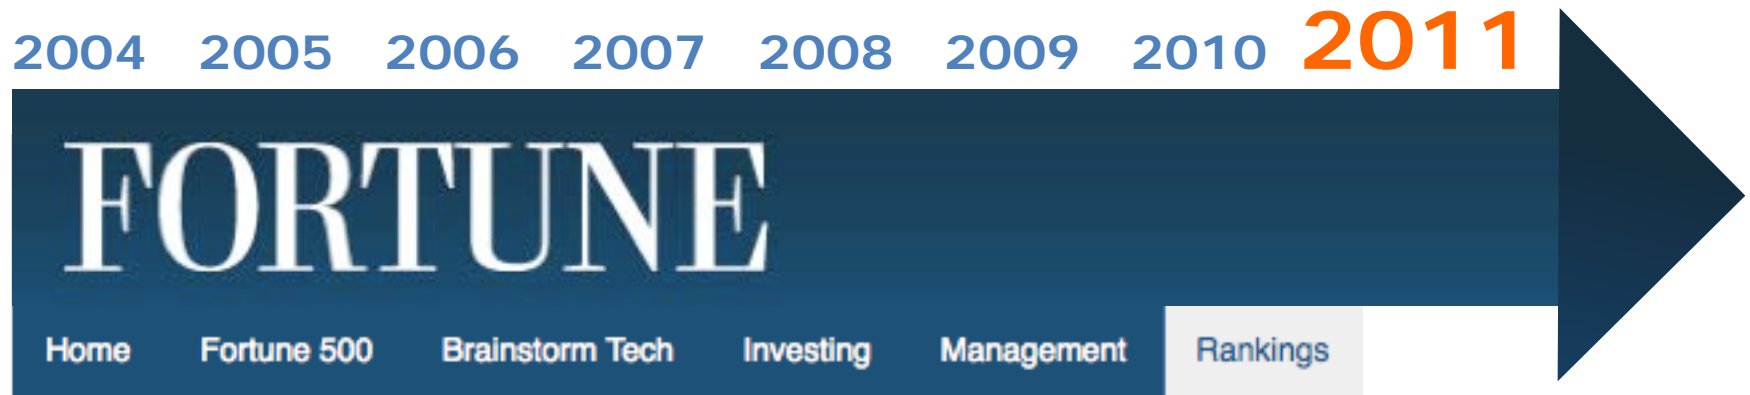 2004 2005 2006 2007 2008 2009 2010 2011
FORTUNE
Home Fortune 500 Brainstorm Tech Investing Management Rankings